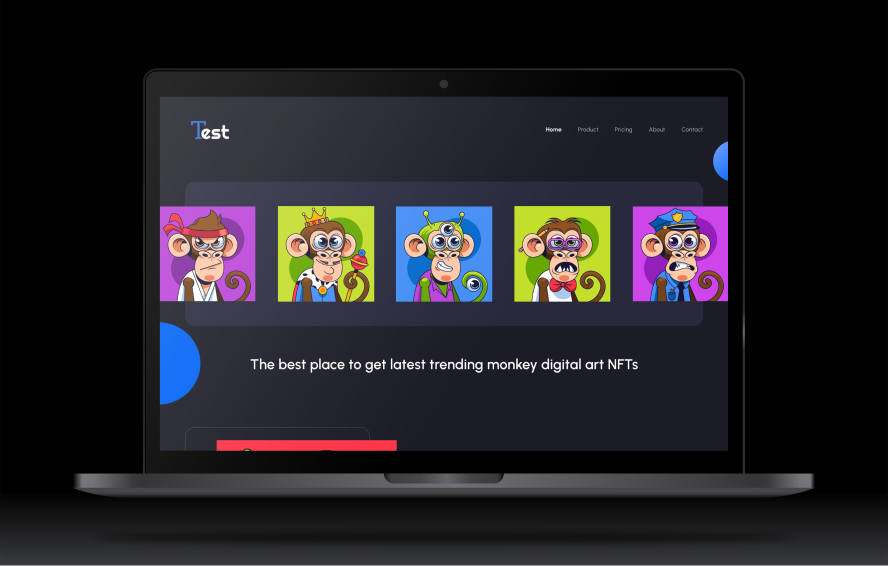 Test
Home Product Pricing About Contact
The best place to get latest trending monkey digital art NFTs